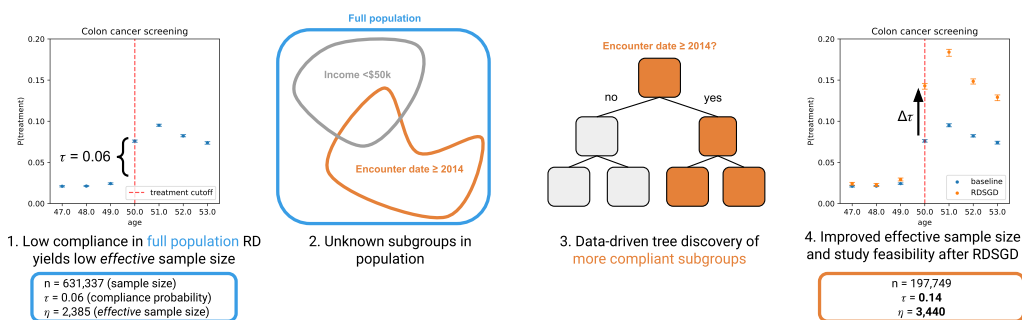 Colon cancer screening
0.20
0.15
0.10
0.05
0.00
P(treatment)
τ = 0.06
treatment cutoff
47.0 48.0 49.0 50.0 51.0 52.0 53.0
age
1. Low compliance in full population RD
yields low effective sample size
n = 631,337 (sample size)
τ = 0.06 (compliance probability)
η = 2,385 (effective sample size)
Full population
Income <$50k
Encounter date ≥ 2014
2. Unknown subgroups in
population
Encounter date ≥ 2014?
no yes
3. Data-driven tree discovery of
more compliant subgroups
Colon cancer screening
0.20
0.15
0.10
0.05
0.00
P(treatment)
Δτ
baseline
RDSGD
47.0 48.0 49.0 50.0 51.0 52.0 53.0
age
4. Improved effective sample size
and study feasibility after RDSGD
n = 197,749
τ = 0.14
η = 3,440